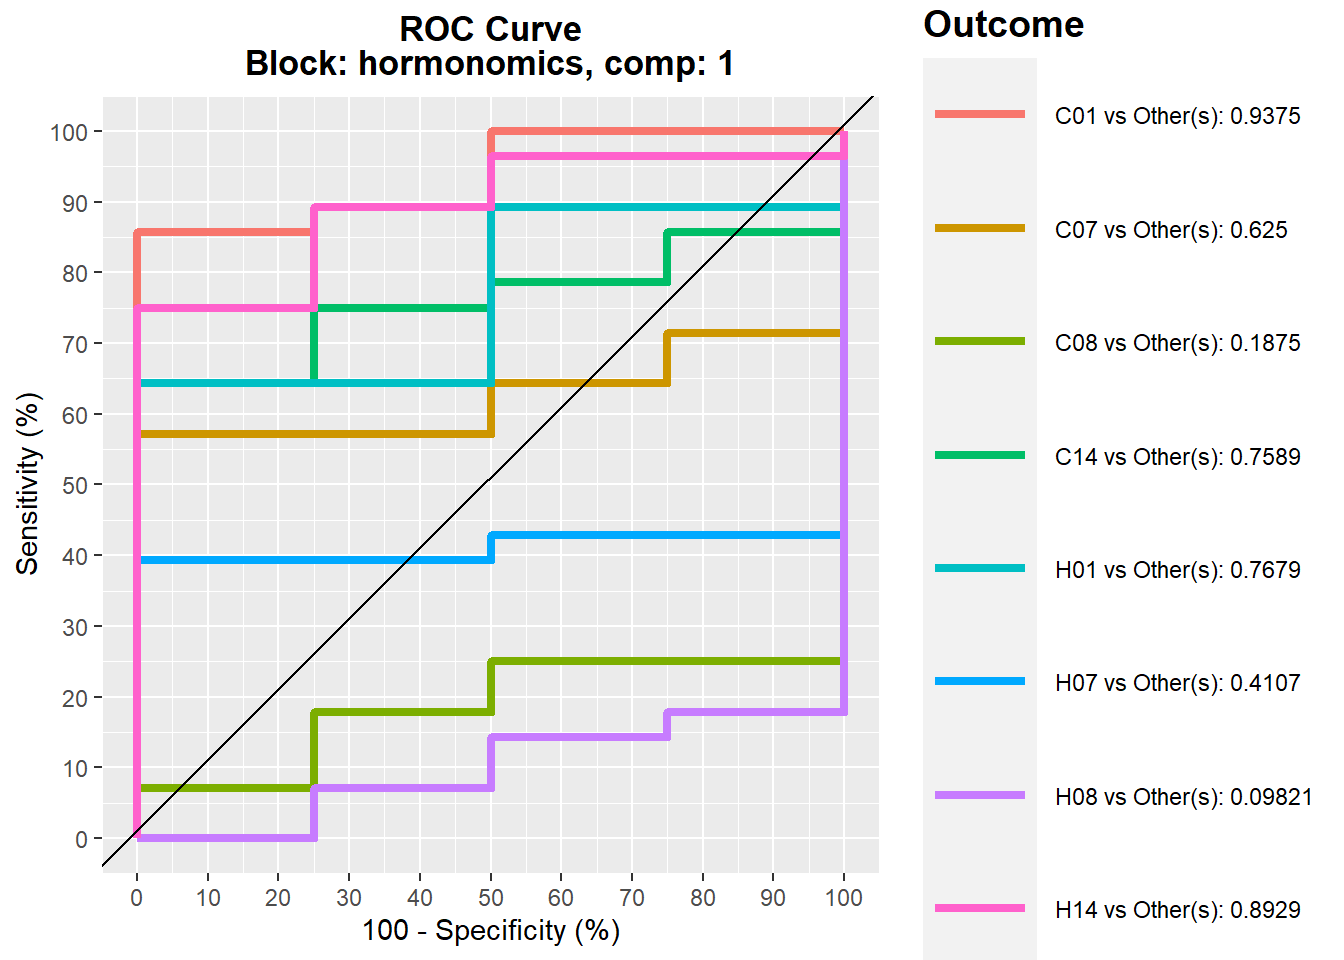 ROC Curve
Block: hormonomics, comp: 1
Outcome
C01 vs Other(s): 0.9375
C07 vs Other(s): 0.625
C08 vs Other(s): 0.1875
C14 vs Other(s): 0.7589
H01 vs Other(s): 0.7679
H07 vs Other(s): 0.4107
H08 vs Other(s): 0.09821
H14 vs Other(s): 0.8929
Sensitivity (%)
100
90
80
70
60
50
40
30
20
10
0
0 10 20 30 40 50 60 70 80 90 100
100 - Specificity (%)